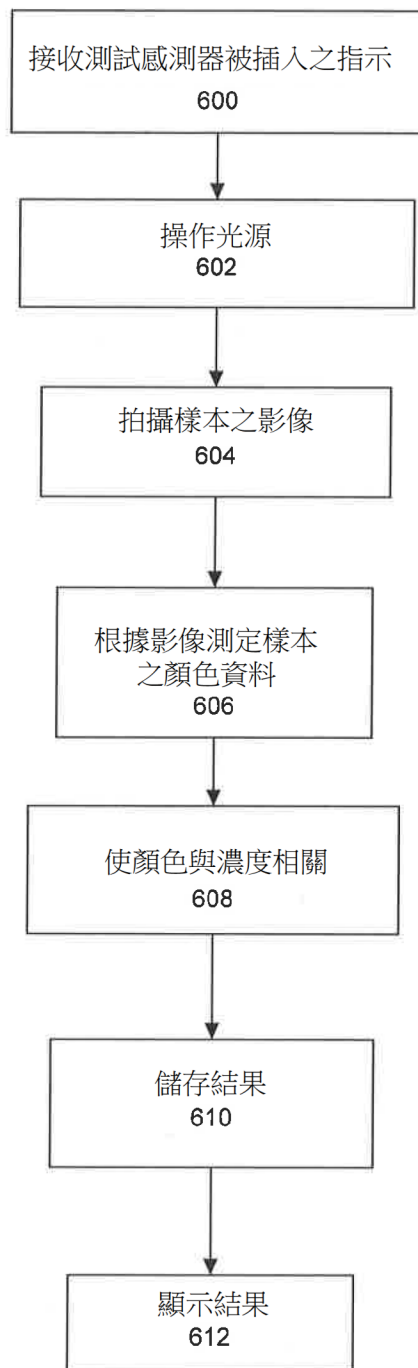 接收測試感測器被插入之指示
600
操作光源
602
拍攝樣本之影像
604
根據影像測定樣本
之顏色資料
606
使顏色與濃度相關
608
儲存結果
610
顯示結果
612